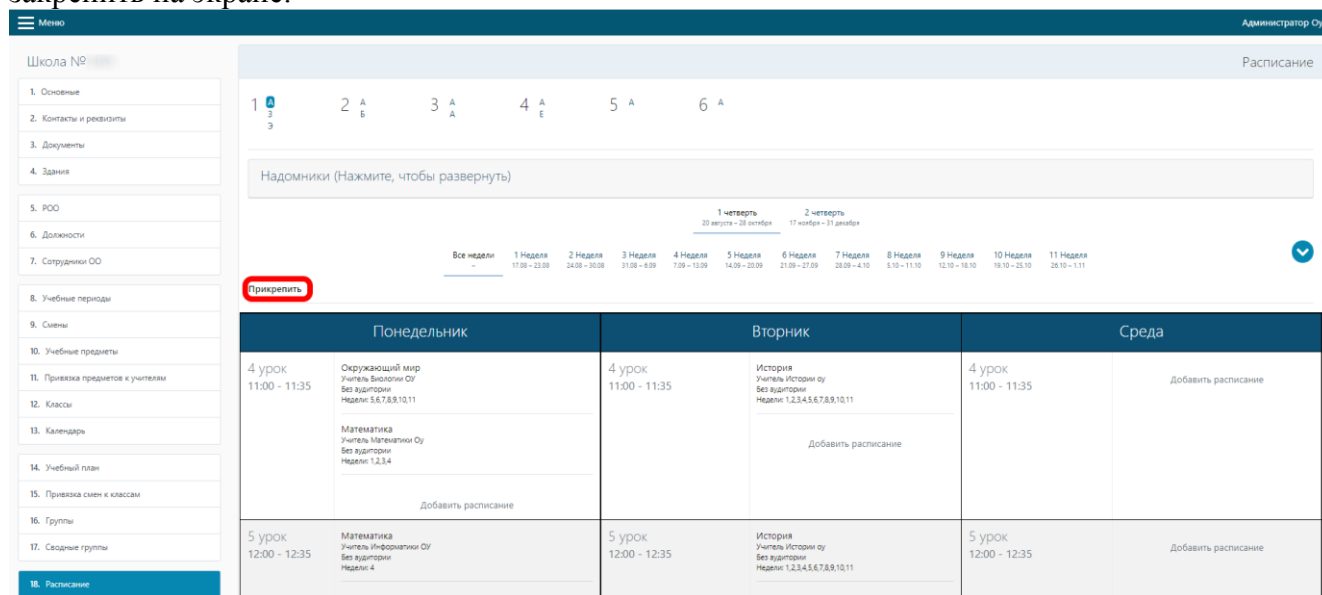 закрепить на экране.
Меню
Администратор Оу
Школа №
Расписание
1. Основные
2. Контакты и реквизиты
3. Документы
4. Здания
5. РОО
6. Должности
7. Сотрудники ОО
8. Учебные периоды
9. Смены
10. Учебные предметы
11. Привязка предметов к учителям
12. Классы
13. Календарь
14. Учебный план
15. Привязка смен к классам
16. Группы
17. Сводные группы
18. Расписание
1 А З Э
2 А Б
3 А А
4 А Е
5 А
6 А
Надомники (Нажмите, чтобы развернуть)
1 четверть
20 августа – 28 октября
2 четверть
17 ноября – 31 декабря
Все недели
–
1 Неделя
17.08 – 23.08
2 Неделя
24.08 – 30.08
3 Неделя
31.08 – 6.09
4 Неделя
7.09 – 13.09
5 Неделя
14.09 – 20.09
6 Неделя
21.09 – 27.09
7 Неделя
28.09 – 4.10
8 Неделя
5.10 – 11.10
9 Неделя
12.10 – 18.10
10 Неделя
19.10 – 25.10
11 Неделя
26.10 – 1.11
Прикрепить
Понедельник
Вторник
Среда
4 урок
11:00 - 11:35
Окружающий мир
Учитель Биологии ОУ
Без аудитории
Недели: 5,6,7,8,9,10,11
Математика
Учитель Математики Оу
Без аудитории
Недели: 1,2,3,4
Добавить расписание
4 урок
11:00 - 11:35
История
Учитель Истории оу
Без аудитории
Недели: 1,2,3,4,5,6,7,8,9,10,11
Добавить расписание
4 урок
11:00 - 11:35
Добавить расписание
5 урок
12:00 - 12:35
Математика
Учитель Информатики ОУ
Без аудитории
Недели: 4
5 урок
12:00 - 12:35
История
Учитель Истории оу
Без аудитории
Недели: 1,2,3,4,5,6,7,8,9,10,11
5 урок
12:00 - 12:35
Добавить расписание